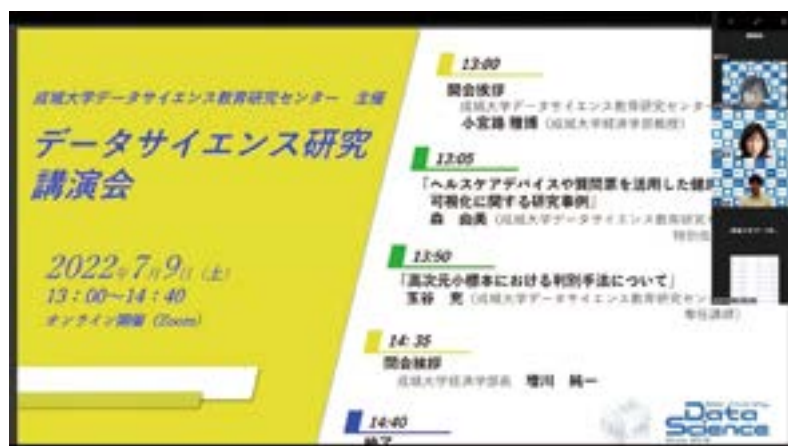 成城大学データサイエンス教育研究センター 主催
データサイエンス研究
講演会
2022年7月9日(土)
13:00~14:40
オンライン開催 (Zoom)
13:00
開会挨拶
成城大学データサイエンス教育研究センター
小宮路 雅博(成城大学経済学部教授)
13:05
「ヘルスケアデバイスや質問票を活用した健
可視化に関する研究事例」
森 由美(成城大学データサイエンス教育研究
特別
13:50
「高次元小標本における判別手法について」
玉谷 充(成城大学データサイエンス教育研究セン
専任講師)
14:35
閉会挨拶
成城大学経済学部長 増川 純一
14:40
終了
Data
Science